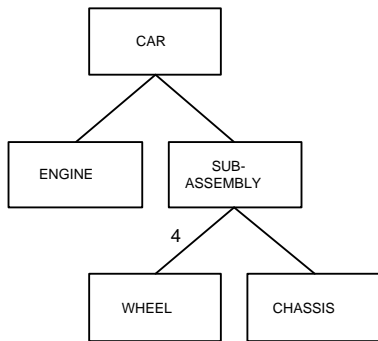 CAR
ENGINE
SUB-
ASSEMBLY
4
WHEEL
CHASSIS